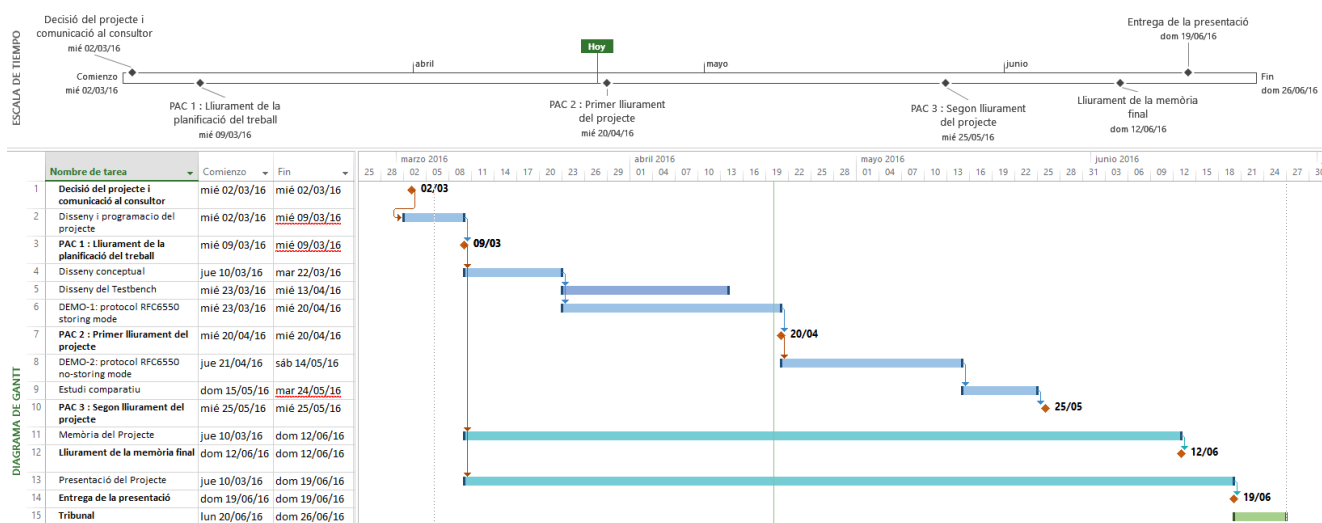 ESCALA DE TIEMPO
Decisió del projecte i
comunicació al consultor
mié 02/03/16
Entrega de la presentació
dom 19/06/16
Hoy
abril
mayo
junio
Comienzo
mié 02/03/16
Fin
dom 26/06/16
PAC 1 : Lliurament de la
planificació del treball
mié 09/03/16
PAC 2 : Primer lliurament
del projecte
mié 20/04/16
PAC 3 : Segon lliurament
del projecte
mié 25/05/16
Lliurament de la memòria
final
dom 12/06/16
DIAGRAMA DE GANTT
Nombre de tarea Comienzo Fin
marzo 2016 abril 2016 mayo 2016 junio 2016
25 28 02 05 08 11 14 17 20 23 26 29 01 04 07 10 13 16 19 22 25 28 01 04 07 10 13 16 19 22 25 28 31 03 06 09 12 15 18 21 24 27 30
1 Decisió del projecte i
comunicació al consultor mié 02/03/16 mié 02/03/16 02/03
2 Disseny i programacio del
projecte mié 02/03/16 mié 09/03/16
3 PAC 1 : Lliurament de la
planificació del treball mié 09/03/16 mié 09/03/16 09/03
4 Disseny conceptual jue 10/03/16 mar 22/03/16
5 Disseny del Testbench mié 23/03/16 mié 13/04/16
6 DEMO-1: protocol RFC6550
storing mode mié 23/03/16 mié 20/04/16
7 PAC 2 : Primer lliurament del
projecte mié 20/04/16 mié 20/04/16 20/04
8 DEMO-2: protocol RFC6550
no-storing mode jue 21/04/16 sáb 14/05/16
9 Estudi comparatiu dom 15/05/16 mar 24/05/16
10 PAC 3 : Segon lliurament del
projecte mié 25/05/16 mié 25/05/16 25/05
11 Memòria del Projecte jue 10/03/16 dom 12/06/16
12 Lliurament de la memòria final dom 12/06/16 dom 12/06/16 12/06
13 Presentació del Projecte jue 10/03/16 dom 19/06/16
14 Entrega de la presentació dom 19/06/16 dom 19/06/16 19/06
15 Tribunal lun 20/06/16 dom 26/06/16